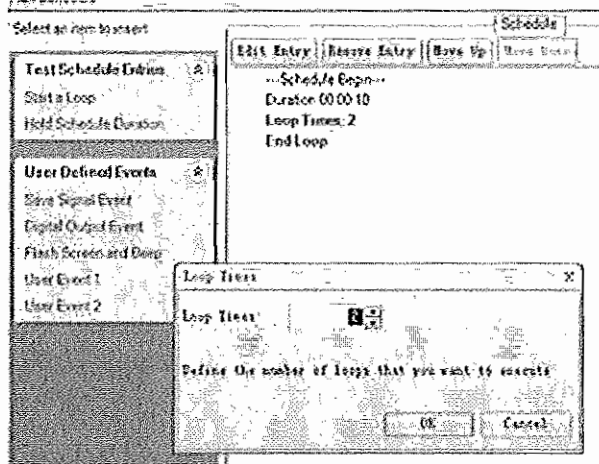 Select an item to insert
Test Schedule Entries
Start a Loop
Hold Schedule Duration
User Defined Events
Save Signal Event
Digital Output Event
Flash Screen and Beep
User Event 1
User Event 2
Schedule
Edit Entry Remove Entry Move Up Move Down
---Schedule Begin---
Duration 00:00:10
Loop Times: 2
End Loop
Loop Times X
Loop Times 2
Define the number of loops that you want to execute
OK Cancel